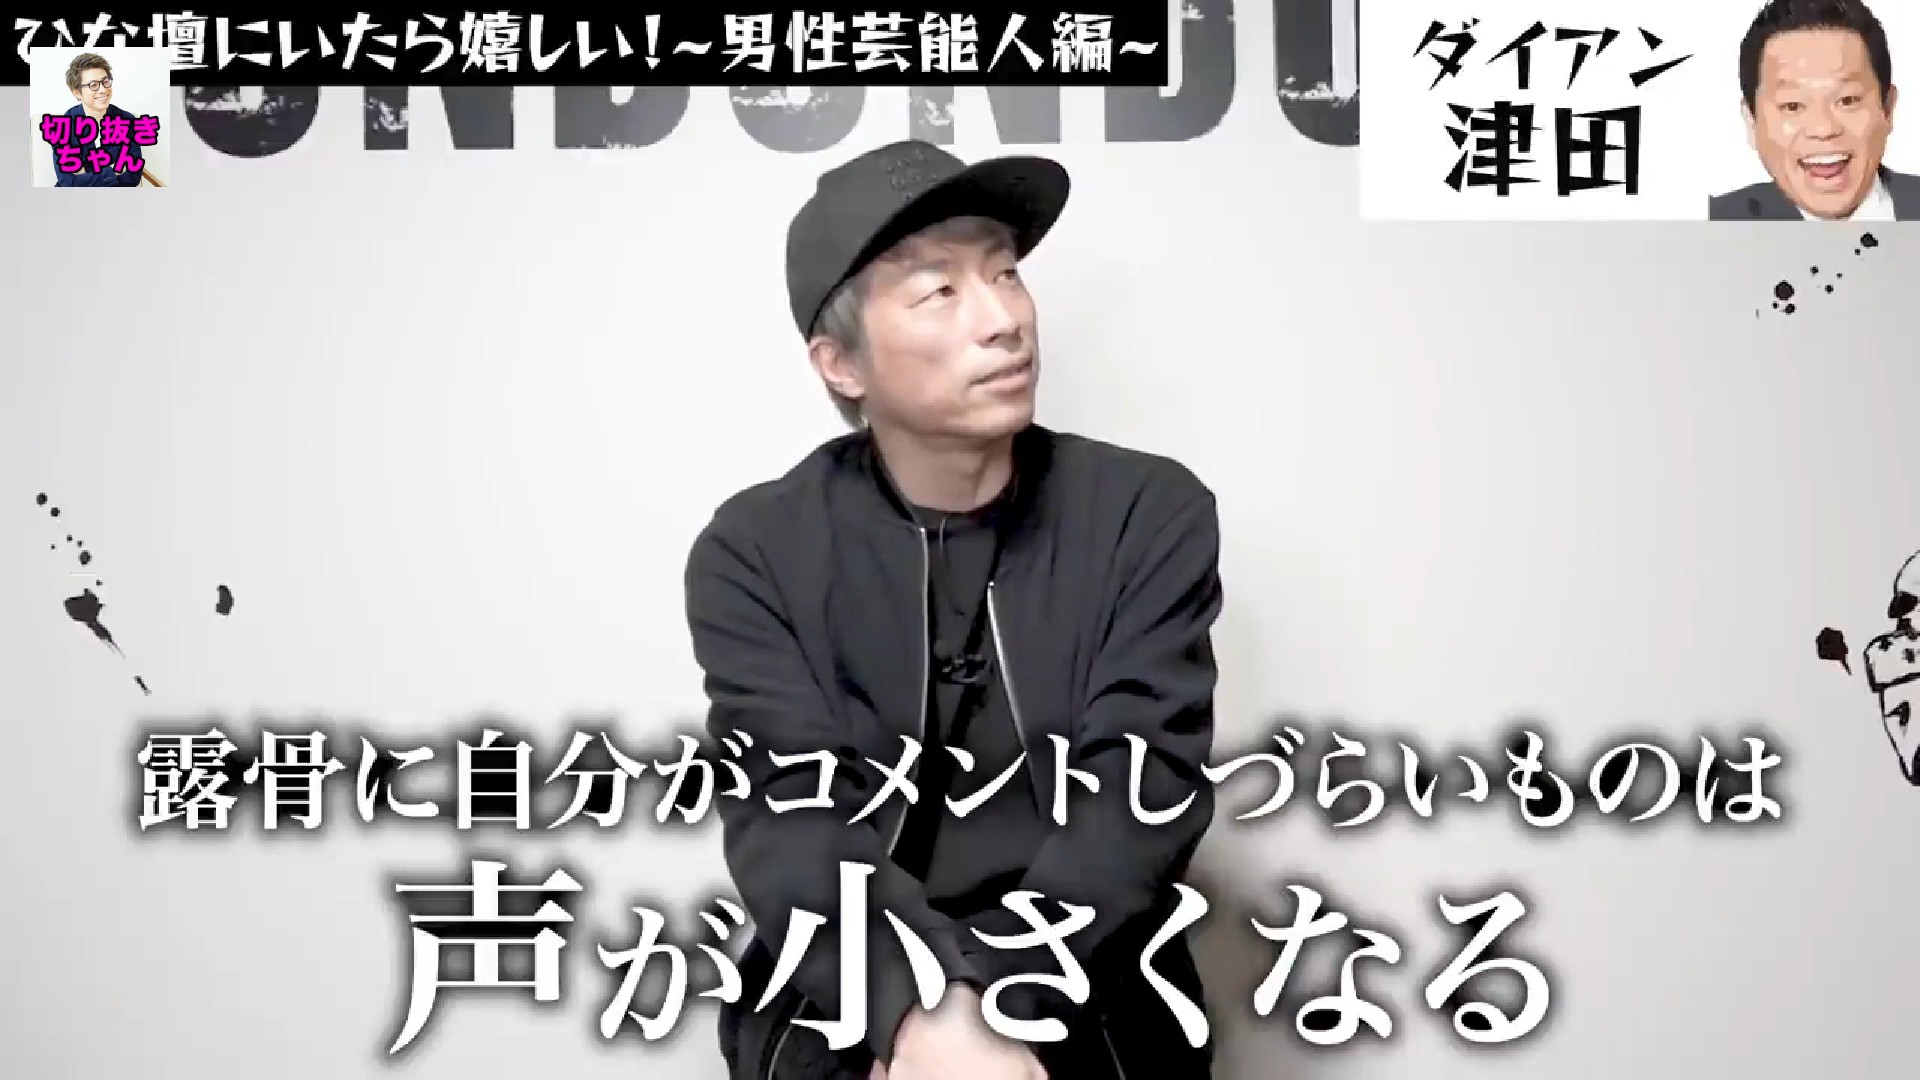 ひな壇にいたら嬉しい!~男性芸能人編~
切り抜き
ちゃん
ダイアン
津田
露骨に自分がコメントしづらいものは
声が小さくなる